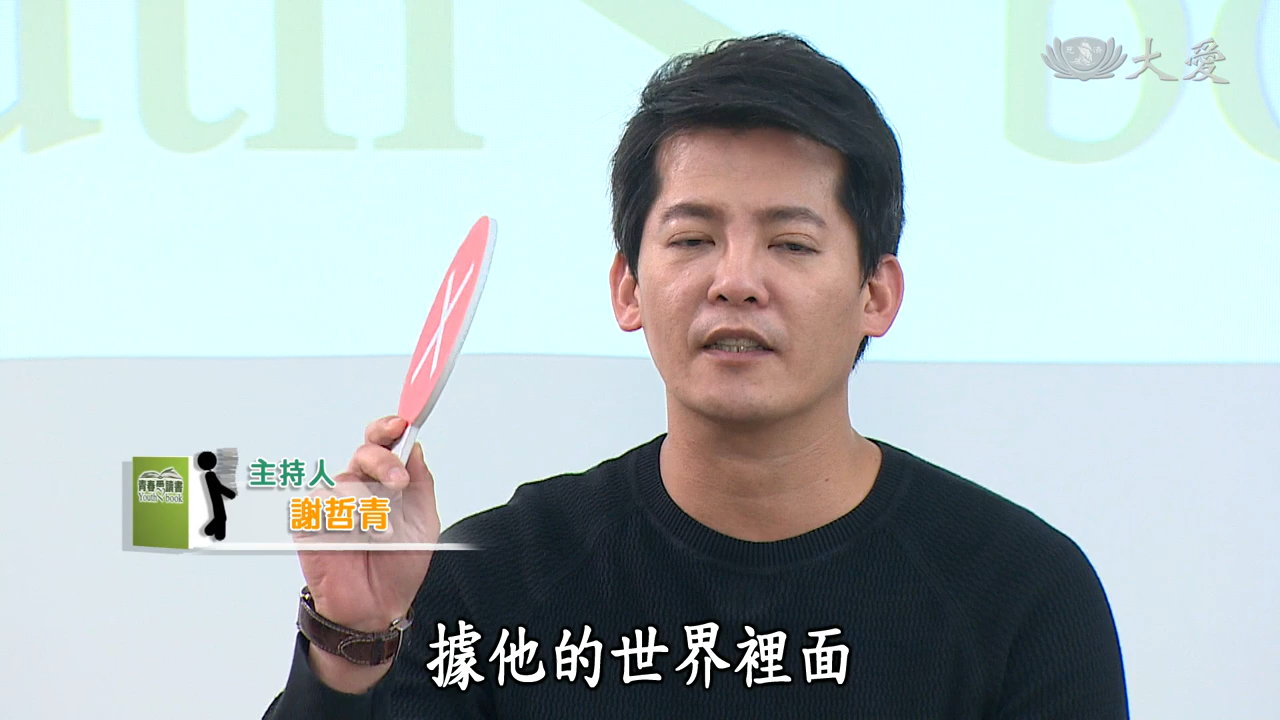 大愛
青春愛讀書
Youth book
主持人
謝哲青
據他的世界裡面